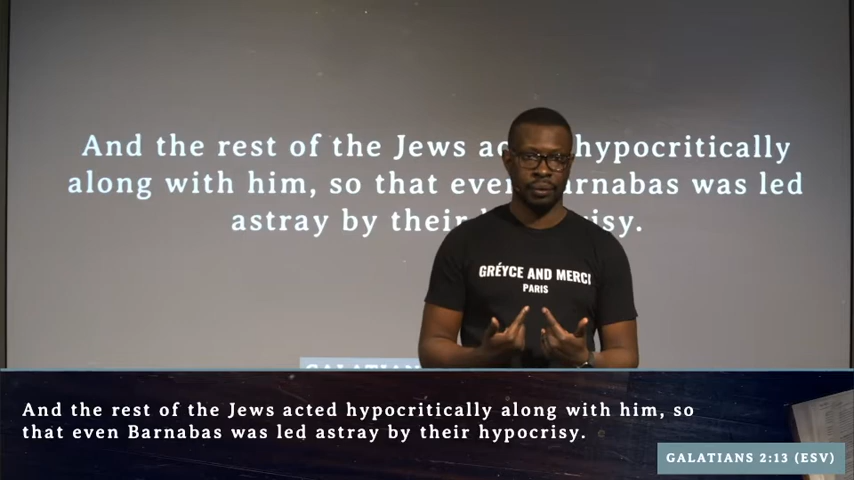 And the rest of the Jews hypocritically
along with him, so that even Barnabas was led
astray by their
GRÉYCE AND MERCI
PARIS
GALATIANS
And the rest of the Jews acted hypocritically along with him, so
that even Barnabas was led astray by their hypocrisy.
GALATIANS 2:13 (ESV)